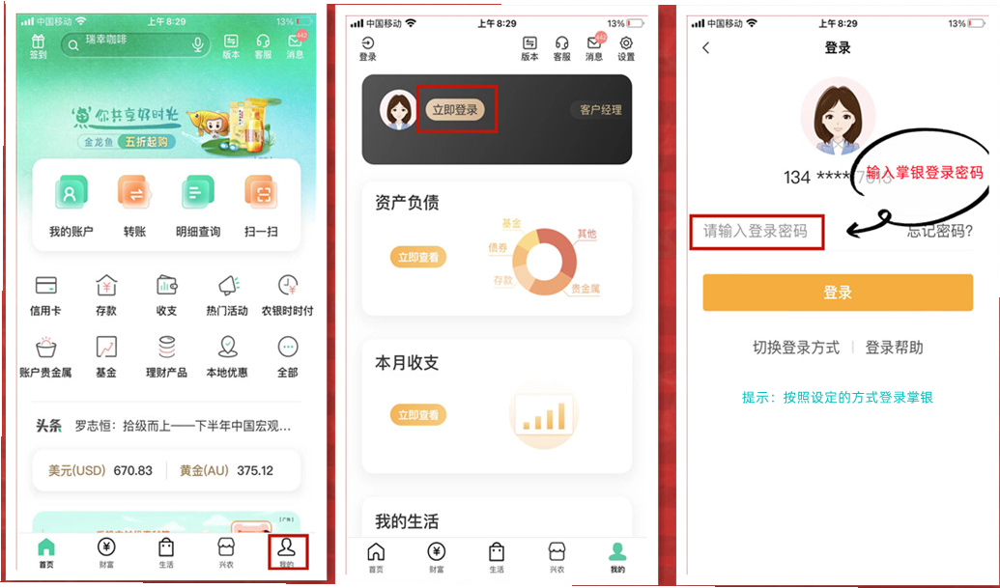 中国移动 上午8:29 13%
签到 瑞幸咖啡 版本 客服 消息 442
你共享好时光
金龙鱼 五折起购
我的账户 转账 明细查询 扫一扫
信用卡 存款 收支 热门活动 农银时时付
账户贵金属 基金 理财产品 本地优惠 全部
头条 罗志恒：拾级而上——下半年中国宏观...
美元(USD) 670.83 黄金(AU) 375.12
[广告]
首页 财富 生活 兴农 我的
中国移动 上午8:29 13%
登录 版本 客服 消息 442 设置
立即登录 客户经理
资产负债
立即查看
基金 其他
债券
存款 贵金属
本月收支
立即查看
我的生活
首页 财富 生活 兴农 我的
中国移动 上午8:29 13%
登录
134 ****
输入掌银登录密码
请输入登录密码 忘记密码?
登录
切换登录方式 登录帮助
提示：按照设定的方式登录掌银